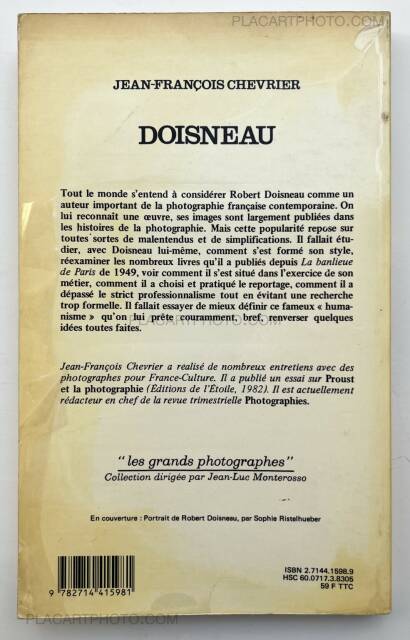 PLACARTPHOTO.COM
JEAN-FRANÇOIS CHEVRIER
DOISNEAU
Tout le monde s'entend à considérer Robert Doisneau comme un
auteur important de la photographie française contemporaine. On
lui reconnaît une œuvre, ses images sont largement publiées dans
les histoires de la photographie. Mais cette popularité repose sur
toutes sortes de malentendus et de simplifications. Il fallait étu-
dier, avec Doisneau lui-même, comment s'est formé son style,
réexaminer les nombreux livres qu'il a publiés depuis La banlieue
de Paris de 1949, voir comment il s'est situé dans l'exercice de son
métier, comment il a choisi et pratiqué le reportage, comment il a
dépassé le strict professionnalisme tout en évitant une recherche
trop formelle. Il fallait essayer de mieux définir ce fameux « huma-
nisme » qu'on lui prête couramment, bref, renverser quelques
idées toutes faites.
PLACARTPHOTO.COM
Jean-François Chevrier a realisé de nombreux entretiens avec des
photographes pour France-Culture. Il a publié un essai sur Proust
et la photographie (Éditions de l'Étoile, 1982). Il est actuellement
rédacteur en chef de la revue trimestrielle Photographies.
"les grands photographes"
Collection dirigée par Jean-Luc Monterosso
En couverture : Portrait de Robert Doisneau, par Sophie Ristelhueber
ISBN 2.7144.1598.9
HSC 60.0717.3.8305
59 F TTC
9 782714 415981
PLACARTPHOTO.COM